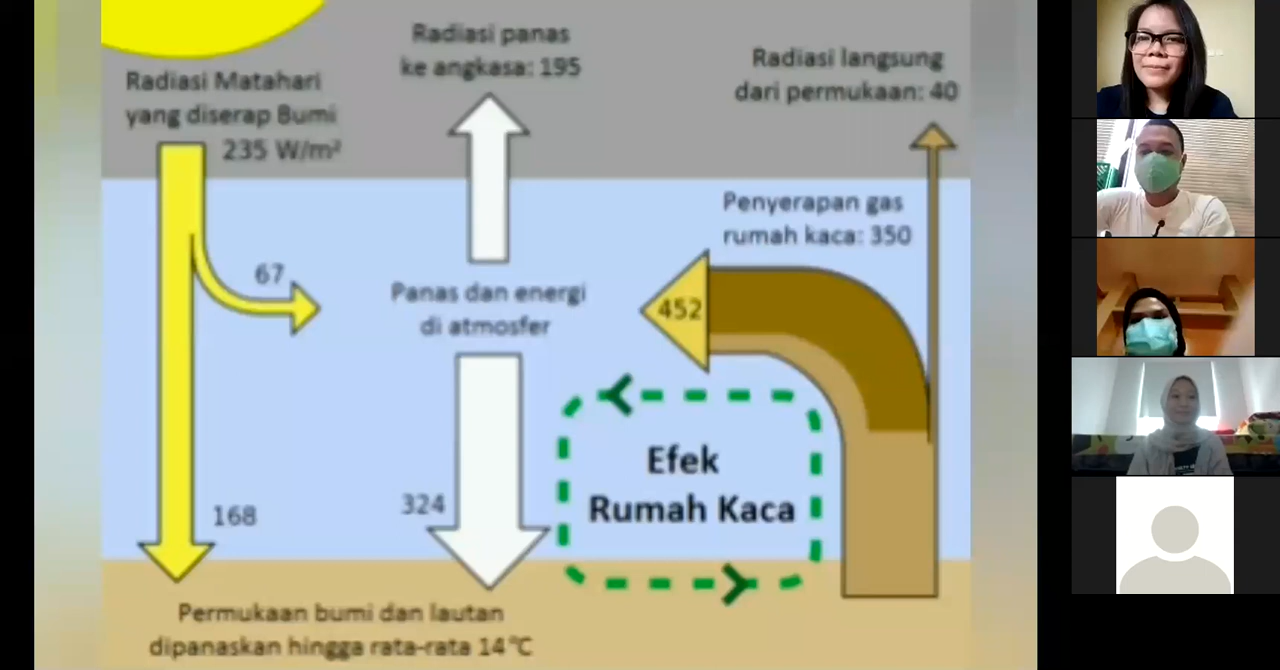 Radiasi Matahari
yang diserap Bumi
235 W/m²
Radiasi panas
ke angkasa: 195
Radiasi langsung
dari permukaan: 40
Penyerapan gas
rumah kaca: 350
67
Panas dan energi
di atmosfer
452
Efek
Rumah Kaca
324
168
Permukaan bumi dan lautan
dipanaskan hingga rata-rata 14°C